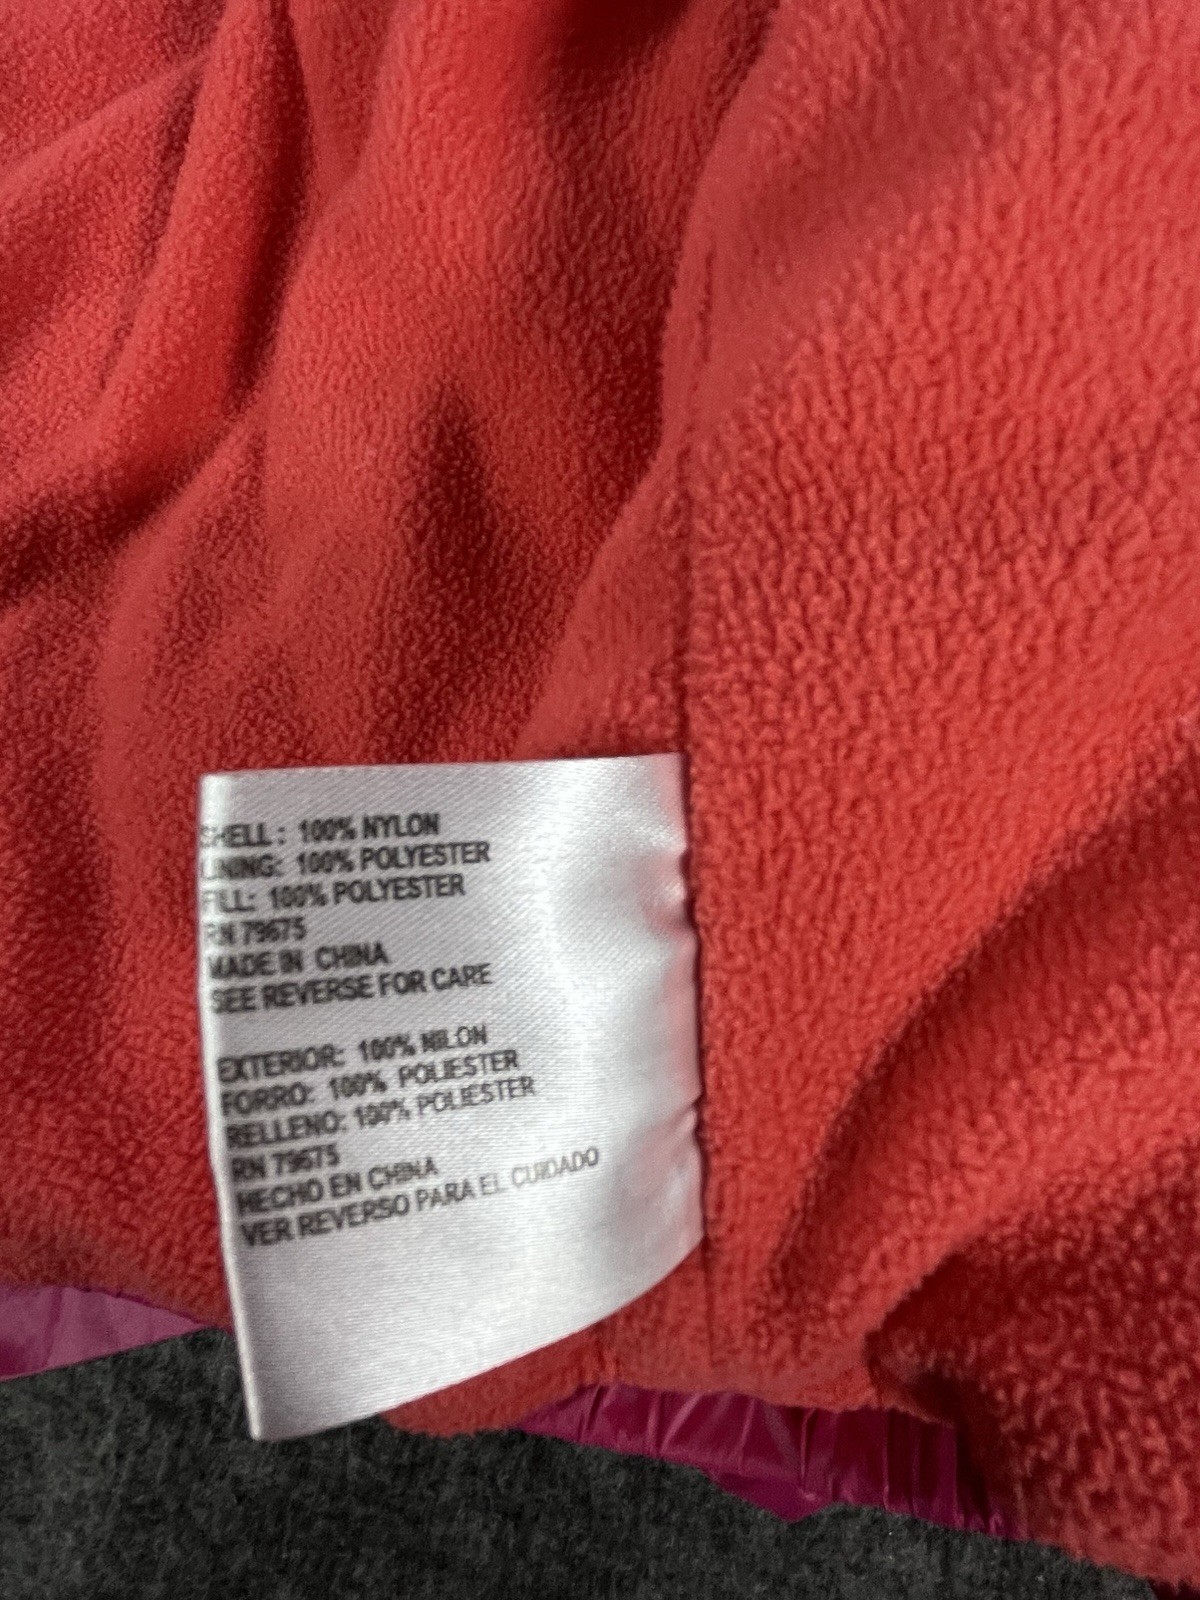 SHELL: 100% NYLON
LINING: 100% POLYESTER
FILL: 100% POLYESTER
RN 79675
MADE IN CHINA
SEE REVERSE FOR CARE
EXTERIOR: 100% NILON
FORRO: 100% POLIESTER
RELLENO: 100% POLIESTER
RN 79675
HECHO EN CHINA
VER REVERSO PARA EL CUIDADO